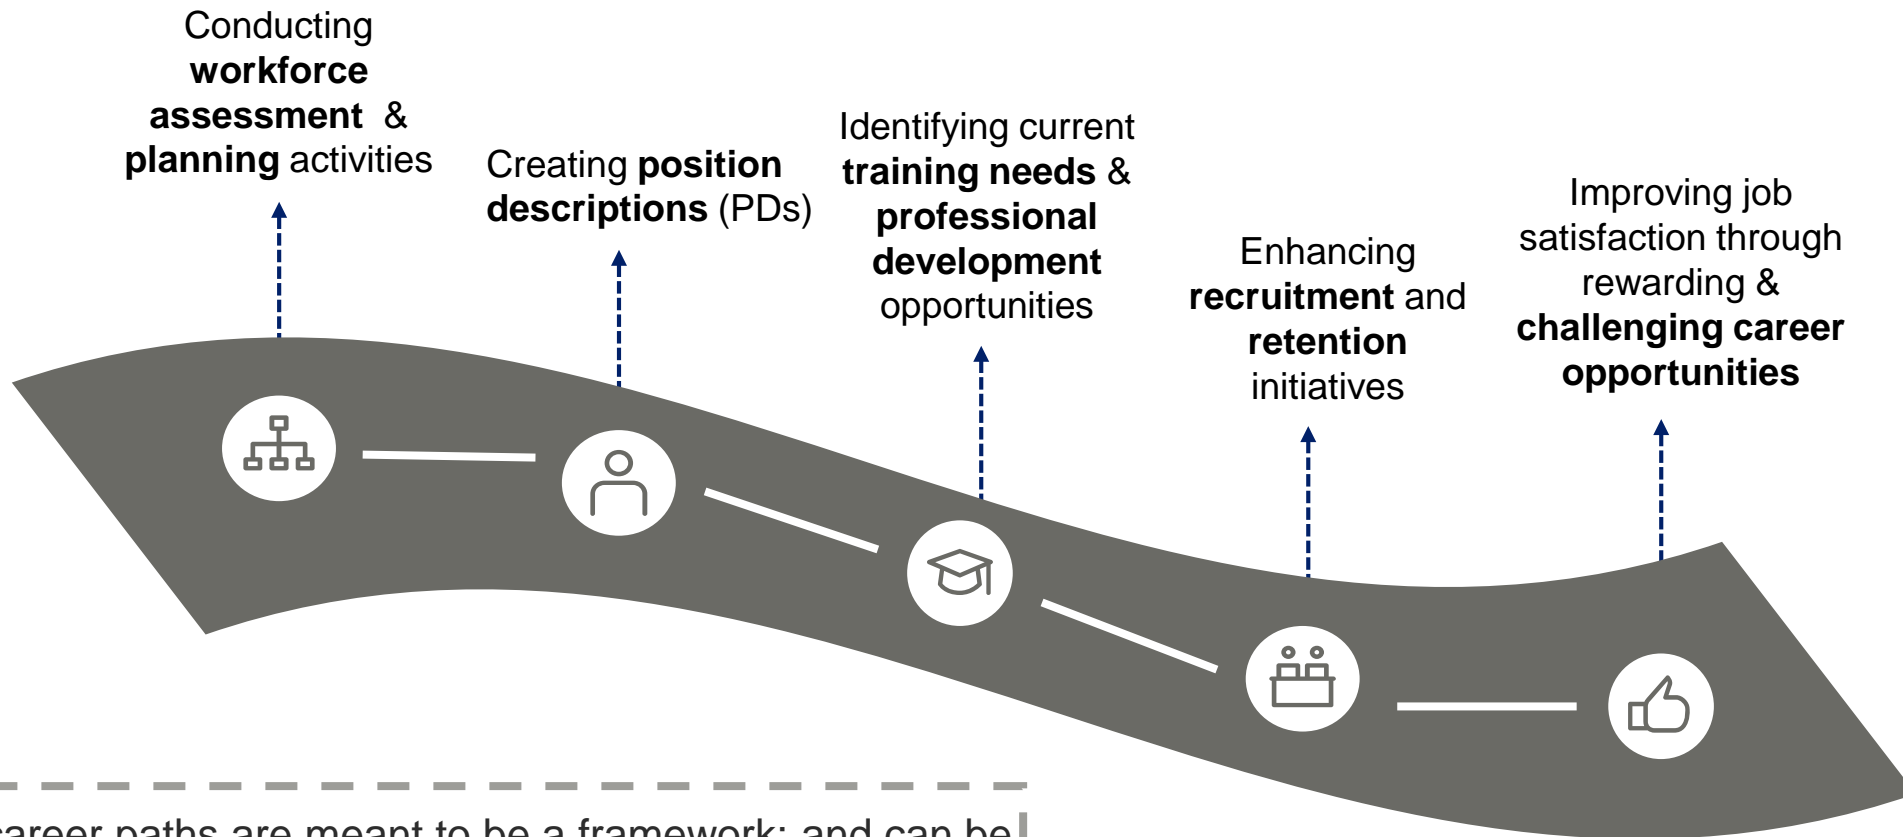 Conducting
workforce
assessment & 
planning activities
Creating position
descriptions (PDs)
Identifying current
training needs &
professional
development
opportunities
Enhancing
recruitment and
retention
initiatives
Improving job
satisfaction through
rewarding &
challenging career
opportunities
career paths are meant to be a framework; and can be